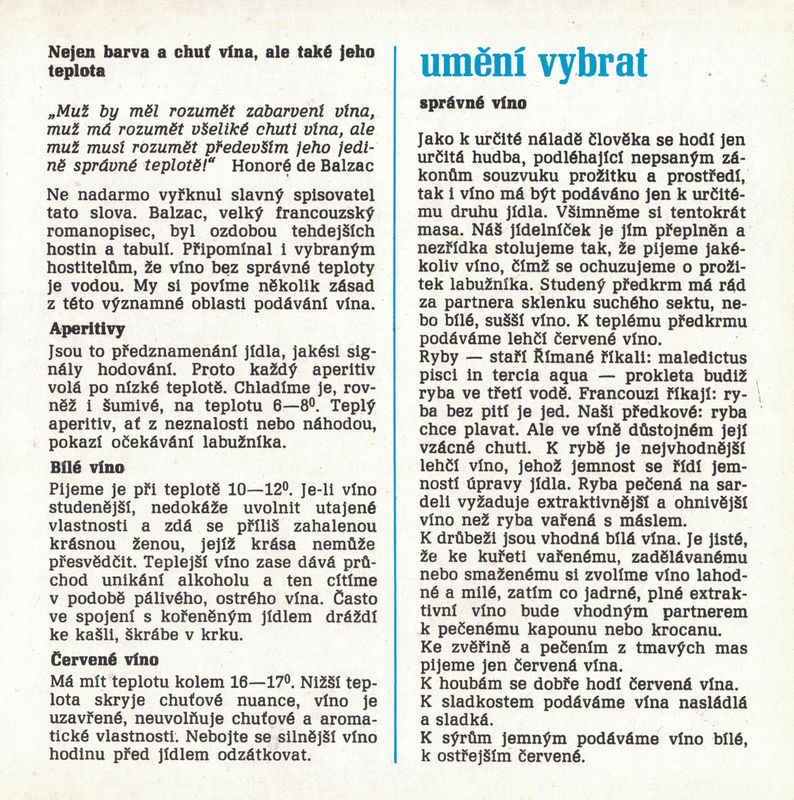 Nejen barva a chuť vína, ale také jeho
teplota
„Muž by měl rozumět zabarvení vína,
muž má rozumět všeliké chuti vína, ale
muž musí rozumět především jeho jedi-
ně správné teplotě!“ Honoré de Balzac
Ne nadarmo vyřknul slavný spisovatel
tato slova. Balzac, velký francouzský
romanopisec, byl ozdobou tehdejších
hostin a tabulí. Připomínal i vybraným
hostitelům, že víno bez správné teploty
je vodou. My si povíme několik zásad
z této významné oblasti podávání vína.
Aperitivy
Jsou to předznamenání jídla, jakési sig-
nály hodování. Proto každý aperitiv
volá po nízké teplotě. Chladíme je, rov-
něž i šumivé, na teplotu 6—8⁰. Teplý
aperitiv, ať z neznalosti nebo náhodou,
pokazí očekávání labužníka.
Bílé víno
Pijeme je při teplotě 10—12⁰. Je-li víno
studenější, nedokáže uvolnit utajené
vlastnosti a zdá se příliš zahalenou
krásnou ženou, jejíž krása nemůže
přesvědčit. Teplejší víno zase dává prů-
chod unikání alkoholu a ten cítíme
v podobě pálivého, ostrého vína. Často
ve spojení s kořeněným jídlem dráždí
ke kašli, škrábe v krku.
Červené víno
Má mít teplotu kolem 16—17⁰. Nižší tep-
lota skryje chuťové nuance, víno je
uzavřené, neuvolňuje chuťové a aroma-
tické vlastnosti. Nebojte se silnější víno
hodinu před jídlem odzátkovat.
umění vybrat
správné víno
Jako k určité náladě člověka se hodí jen
určitá hudba, podléhající nepsaným zá-
konům souzvuku prožitku a prostředí,
tak i víno má být podáváno jen k určité-
mu druhu jídla. Všimněme si tentokrát
masa. Náš jídelníček je jím přeplněn a
nezřídka stolujeme tak, že pijeme jaké-
koliv víno, čímž se ochuzujeme o proži-
tek labužníka. Studený předkrm má rád
za partnera sklenku suchého sektu, ne-
bo bílé, sušší víno. K teplému předkrmu
podáváme lehčí červené víno.
Ryby — staří Římané říkali: maledictus
pisci in tercia aqua — prokleta budiž
ryba ve třetí vodě. Francouzi říkají: ry-
ba bez pití je jed. Naši předkové: ryba
chce plavat. Ale ve víně důstojném její
vzácné chuti. K rybě je nejvhodnější
lehčí víno, jehož jemnost se řídí jem-
ností úpravy jídla. Ryba pečená na sar-
deli vyžaduje extraktivnější a ohnivější
víno než ryba vařená s máslem.
K drůbeži jsou vhodná bílá vína. Je jisté,
že ke kuřeti vařenému, zadělávanému
nebo smaženému si zvolíme víno lahod-
né a milé, zatím co jadrné, plné extrak-
tivní víno bude vhodným partnerem
k pečenému kapounu nebo krocanu.
Ke zvěřině a pečením z tmavých mas
pijeme jen červená vína.
K houbám se dobře hodí červená vína.
K sladkostem podáváme vína nasládlá
a sladká.
K sýrům jemným podáváme víno bílé,
k ostřejším červené.